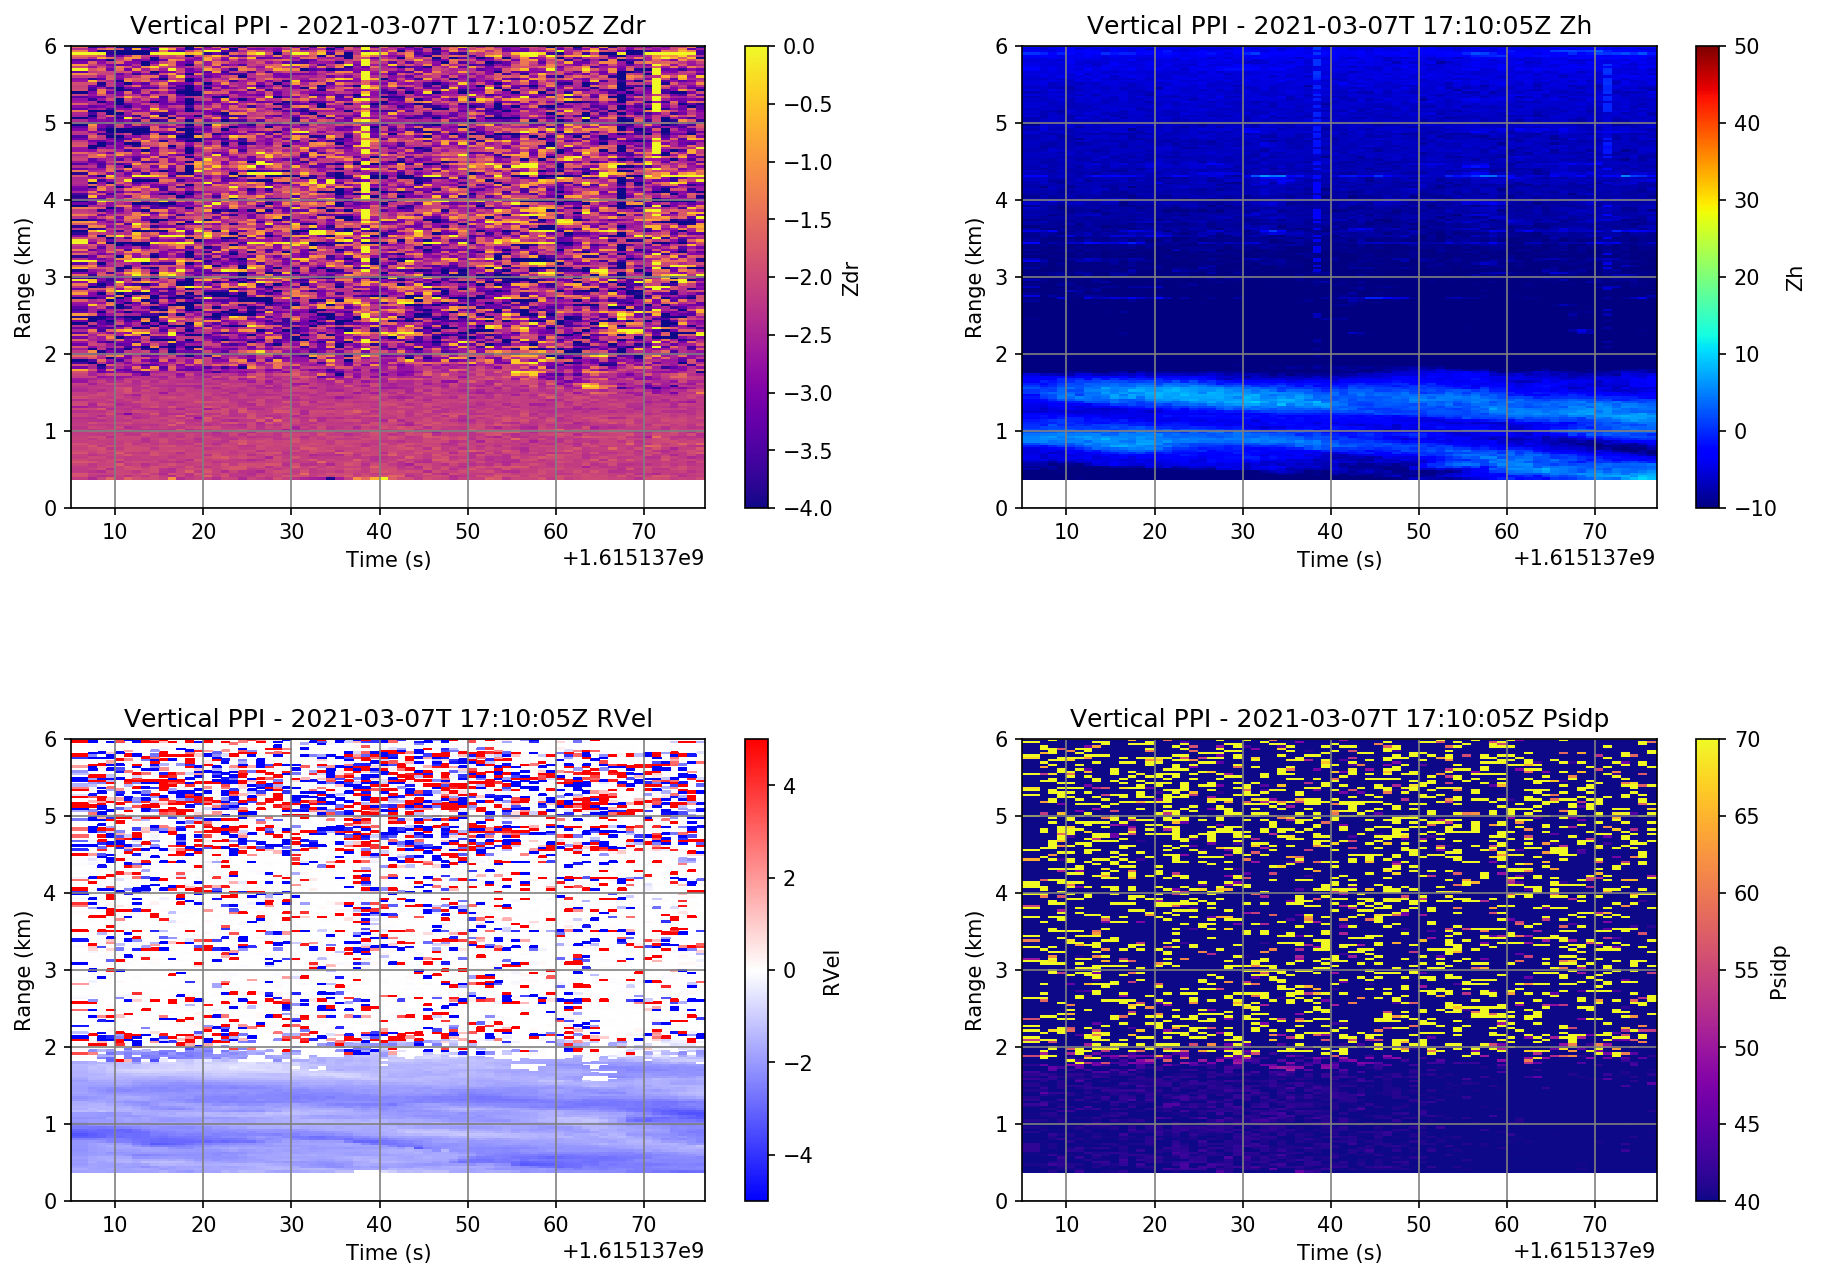 Vertical PPI - 2021-03-07T 17:10:05Z Zdr
6
5
4
3
2
1
0
Range (km)
10 20 30 40 50 60 70
Time (s)
+1.615137e9
0.0
−0.5
−1.0
−1.5
−2.0
−2.5
−3.0
−3.5
−4.0
Zdr
Vertical PPI - 2021-03-07T 17:10:05Z Zh
6
5
4
3
2
1
0
Range (km)
10 20 30 40 50 60 70
Time (s)
+1.615137e9
50
40
30
20
10
0
−10
Zh
Vertical PPI - 2021-03-07T 17:10:05Z RVel
6
5
4
3
2
1
0
Range (km)
10 20 30 40 50 60 70
Time (s)
+1.615137e9
4
2
0
−2
−4
RVel
Vertical PPI - 2021-03-07T 17:10:05Z Psidp
6
5
4
3
2
1
0
Range (km)
10 20 30 40 50 60 70
Time (s)
+1.615137e9
70
65
60
55
50
45
40
Psidp